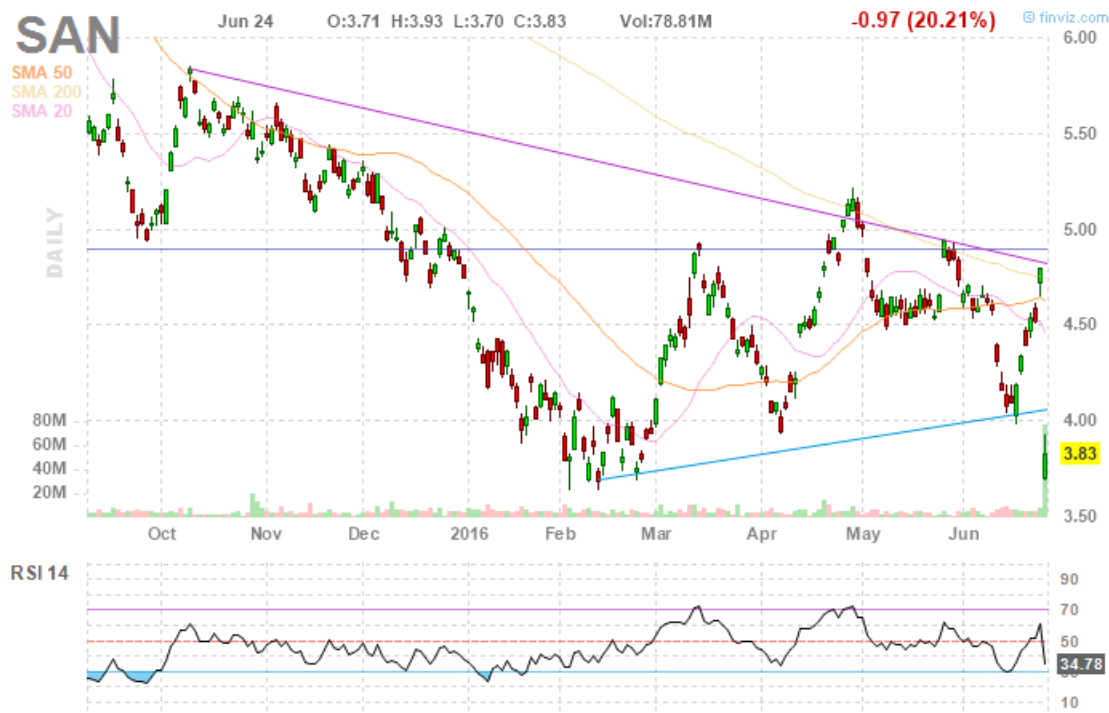 SAN Jun 24 O:3.71 H:3.93 L:3.70 C:3.83 Vol:78.81M -0.97 (20.21%) © finviz.com
SMA 50
SMA 200
SMA 20
DAILY
6.00
5.50
5.00
4.50
4.00
3.83
3.50
80M
60M
40M
20M
Oct Nov Dec 2016 Feb Mar Apr May Jun
RSI 14
90
70
50
34.78
10